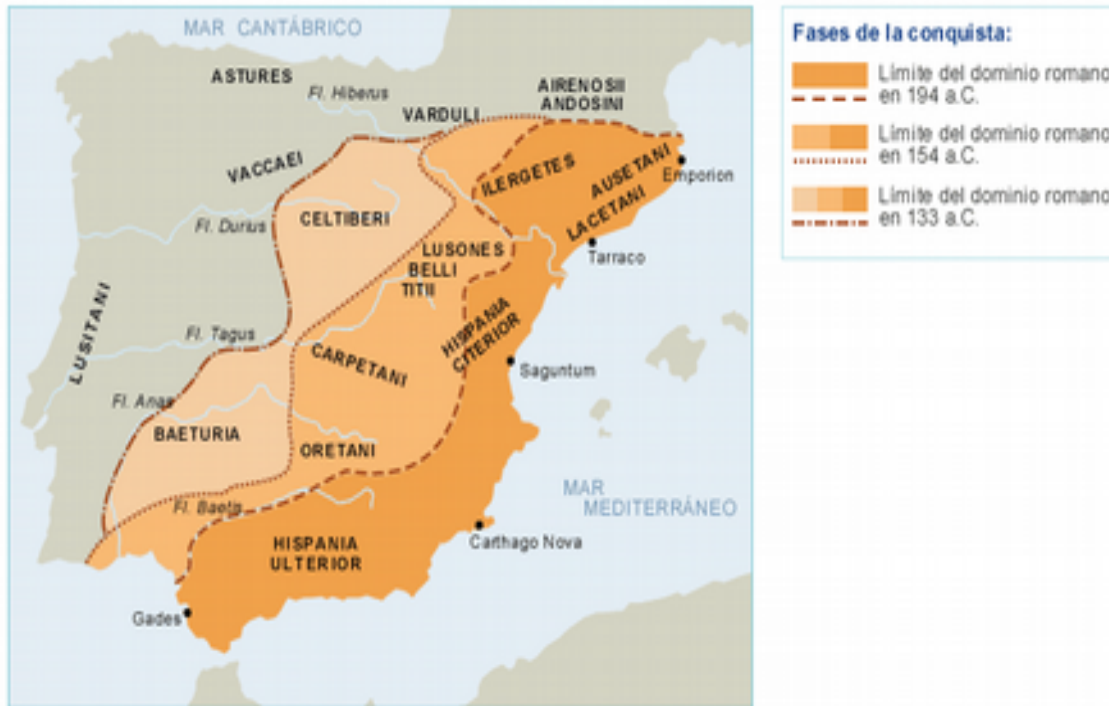 MAR CANTÁBRICO
ASTURES
Fl. Hiberus
AIRENOSII
ANDOSINI
VARDULI
VACCAEI
ILERGETES
AUSETANI
Emporion
LACETANI
CELTIBERI
Fl. Durius
LUSONES
BELLI
TITII
Tarraco
LUSITANI
Fl. Tagus
HISPANIA
CITERIOR
CARPETANI
Saguntum
Fl. Anas
BAETURIA
ORETANI
MAR
MEDITERRÁNEO
Fl. Baetis
Carthago Nova
HISPANIA
ULTERIOR
Gades
Fases de la conquista:
Límite del dominio romano
en 194 a.C.
Límite del dominio romano
en 154 a.C.
Límite del dominio romano
en 133 a.C.